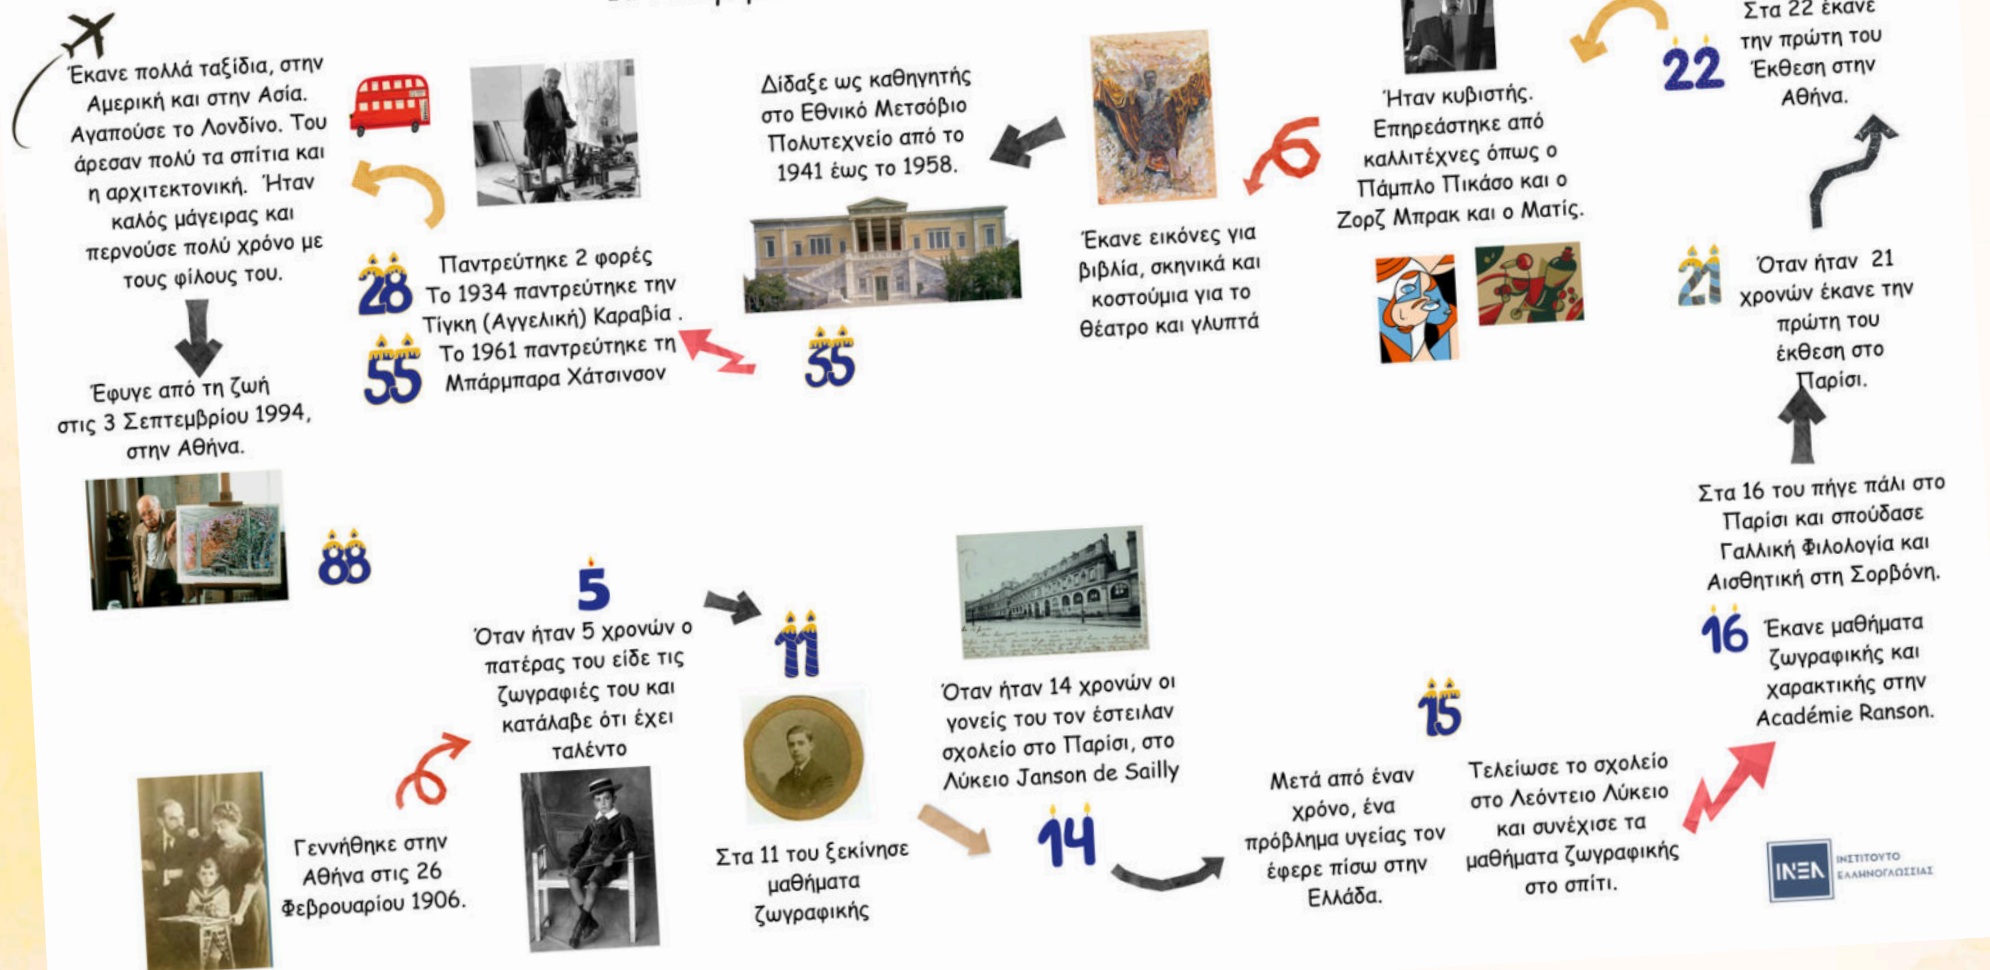 Γεννήθηκε στην
Αθήνα στις 26
Φεβρουαρίου 1906.
5
Όταν ήταν 5 χρονών ο
πατέρας του είδε τις
ζωγραφιές του και
κατάλαβε ότι έχει
ταλέντο
11
Στα 11 του ξεκίνησε
μαθήματα
ζωγραφικής
Όταν ήταν 14 χρονών οι
γονείς του τον έστειλαν
σχολείο στο Παρίσι, στο
Λύκειο Janson de Sailly
14
Μετά από έναν
χρόνο, ένα
πρόβλημα υγείας τον
έφερε πίσω στην
Ελλάδα.
15
Τελείωσε το σχολείο
στο Λεόντειο Λύκειο
και συνέχισε τα
μαθήματα ζωγραφικής
στο σπίτι.
Στα 16 του πήγε πάλι στο
Παρίσι και σπούδασε
Γαλλική Φιλολογία και
Αισθητική στη Σορβόνη.
16
Έκανε μαθήματα
ζωγραφικής και
χαρακτικής στην
Académie Ranson.
21
Όταν ήταν 21
χρονών έκανε την
πρώτη του
έκθεση στο
Παρίσι.
22
Στα 22 έκανε
την πρώτη του
Έκθεση στην
Αθήνα.
Ήταν κυβιστής.
Επηρεάστηκε από
καλλιτέχνες όπως ο
Πάμπλο Πικάσο και ο
Ζορζ Μπρακ και ο Ματίς.
Έκανε εικόνες για
βιβλία, σκηνικά και
κοστούμια για το
θέατρο και γλυπτά
Δίδαξε ως καθηγητής
στο Εθνικό Μετσόβιο
Πολυτεχνείο από το
1941 έως το 1958.
35
28
Παντρεύτηκε 2 φορές
Το 1934 παντρεύτηκε την
Τίγκη (Αγγελική) Καραβία .
55
Το 1961 παντρεύτηκε τη
Μπάρμπαρα Χάτσινσον
Έκανε πολλά ταξίδια, στην
Αμερική και στην Ασία.
Αγαπούσε το Λονδίνο. Του
άρεσαν πολύ τα σπίτια και
η αρχιτεκτονική. Ήταν
καλός μάγειρας και
περνούσε πολύ χρόνο με
τους φίλους του.
Έφυγε από τη ζωή
στις 3 Σεπτεμβρίου 1994,
στην Αθήνα.
88
ΙΝΕΛ
ΙΝΣΤΙΤΟΥΤΟ
ΕΛΛΗΝΟΓΛΩΣΣΙΑΣ